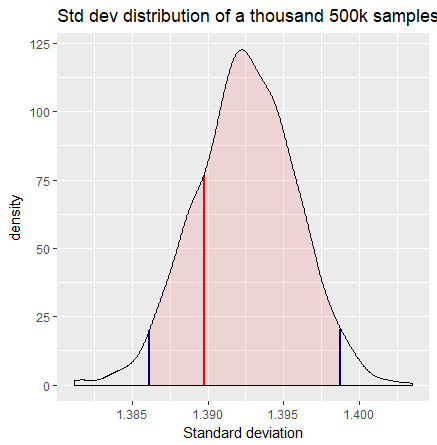 Std dev distribution of a thousand 500k samples
125
100
75
50
25
0
density
1.385 1.390 1.395 1.400
Standard deviation